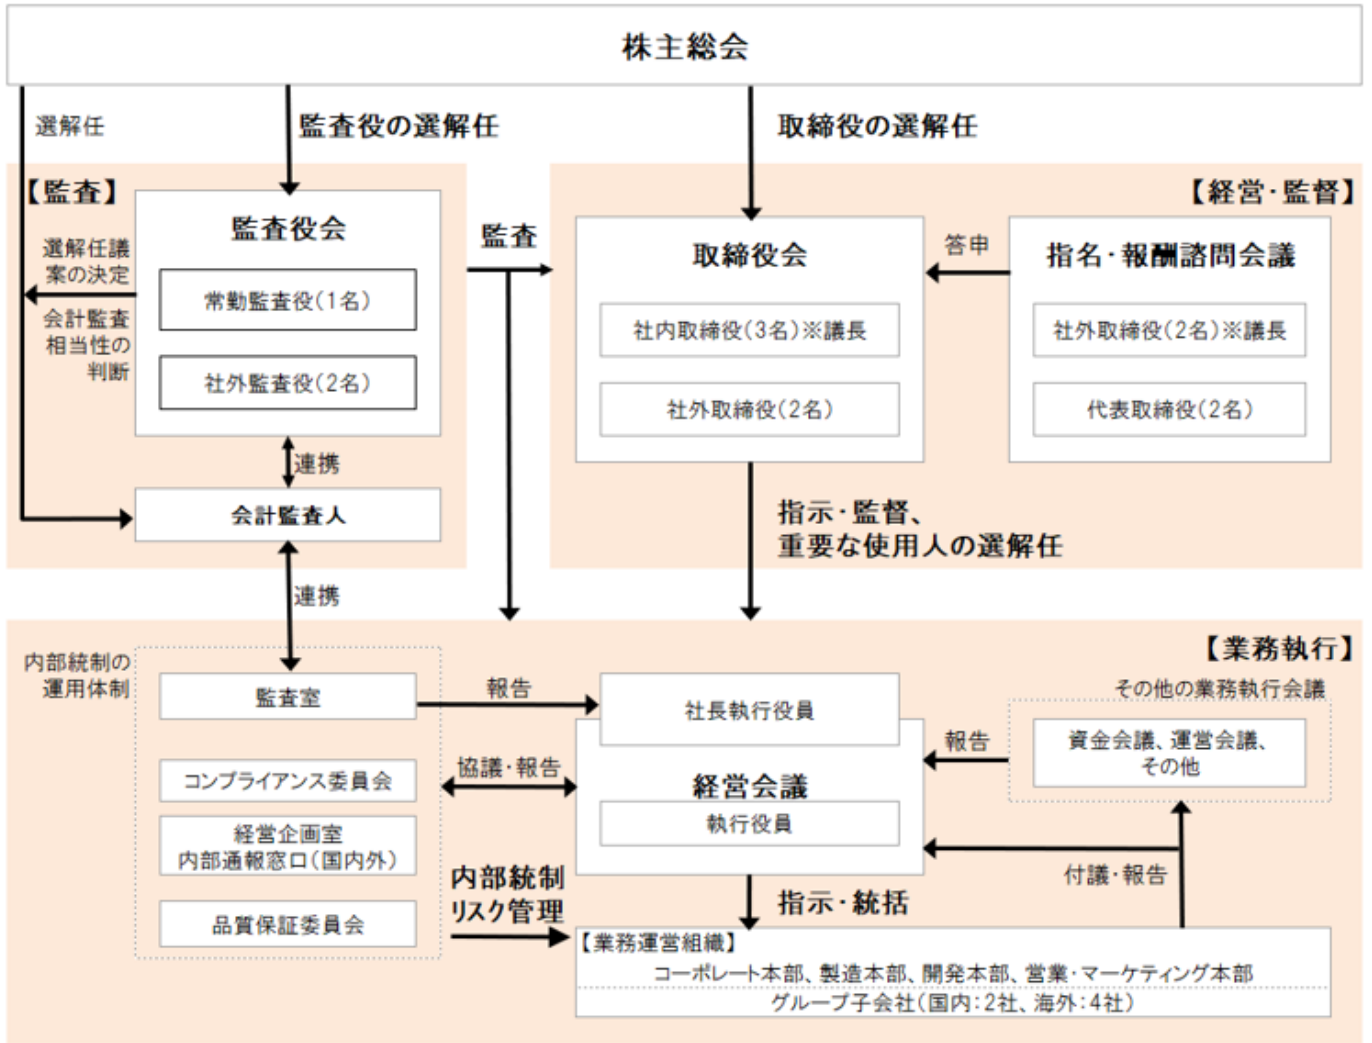 株主総会
選解任
監査役の選解任
取締役の選解任
【監査】
監査役会
常勤監査役(1名)
社外監査役(2名)
選解任議
案の決定
会計監査
相当性の
判断
連携
会計監査人
監査
【経営・監督】
取締役会
社内取締役(3名)※議長
社外取締役(2名)
答申
指名・報酬諮問会議
社外取締役(2名)※議長
代表取締役(2名)
指示・監督、
重要な使用人の選解任
連携
【業務執行】
内部統制の
運用体制
監査室
コンプライアンス委員会
経営企画室
内部通報窓口(国内外)
品質保証委員会
報告
協議・報告
内部統制
リスク管理
社長執行役員
経営会議
執行役員
報告
その他の業務執行会議
資金会議、運営会議、
その他
付議・報告
指示・統括
【業務運営組織】
コーポレート本部、製造本部、開発本部、営業・マーケティング本部
グループ子会社(国内:2社、海外:4社)